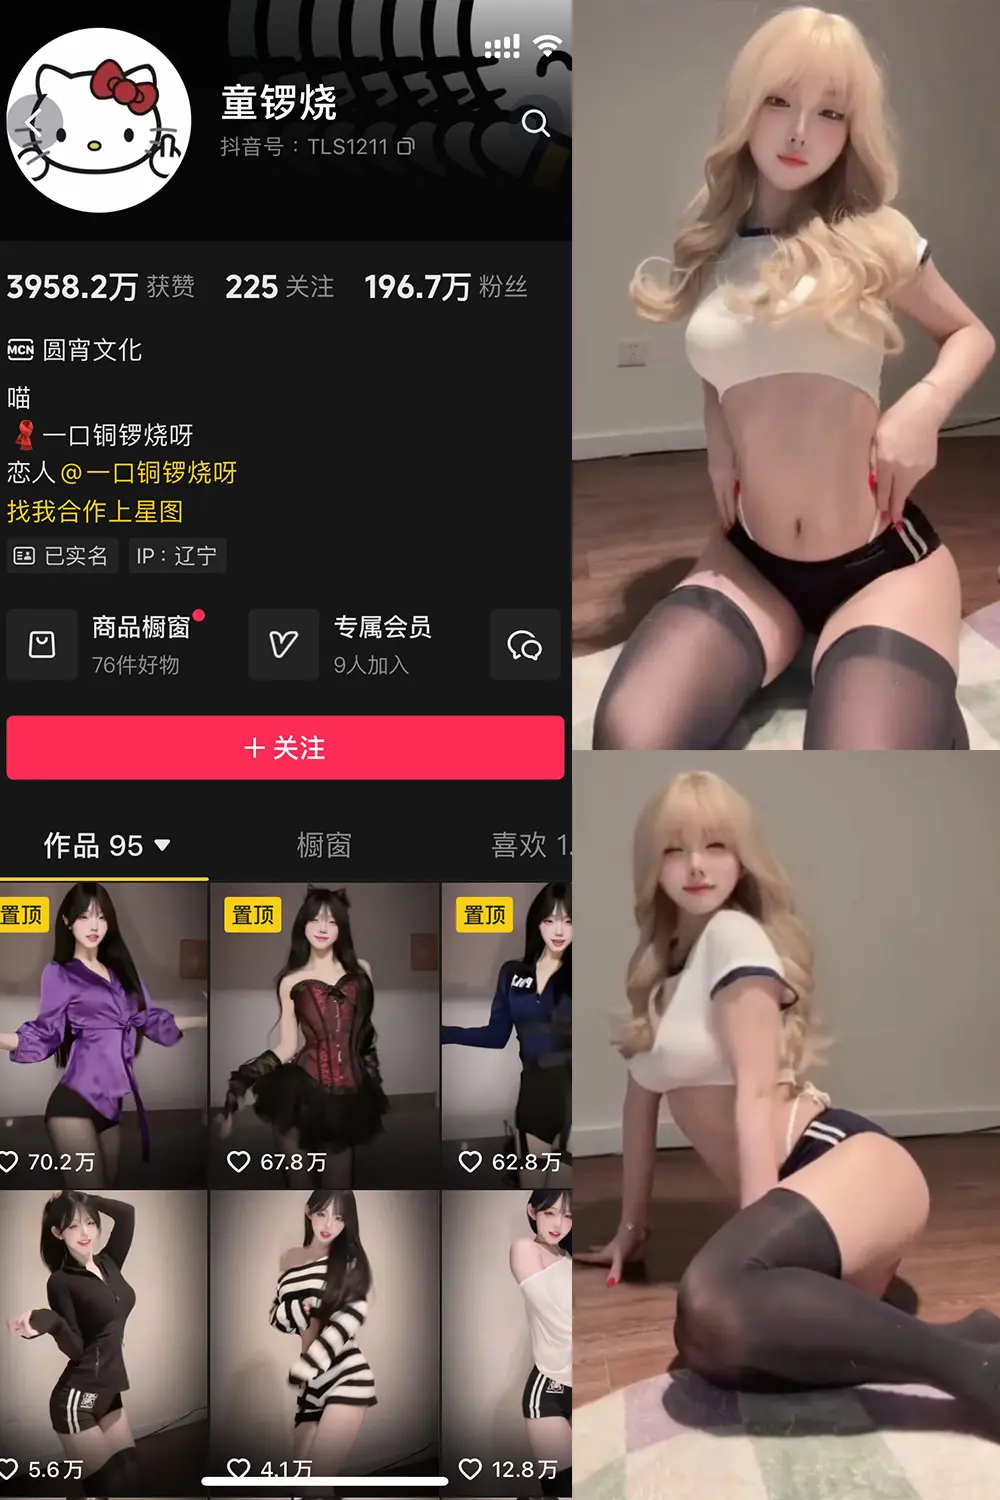 童锣烧
抖音号：TLS1211
3958.2万 获赞 225 关注 196.7万 粉丝
MCN 圆宵文化
喵
一口铜锣烧呀
恋人@一口铜锣烧呀
找我合作上星图
已实名 IP：辽宁
商品橱窗 专属会员
76件好物 9人加入
＋ 关注
作品 95 橱窗 喜欢 1.
置顶 置顶 置顶
70.2万 67.8万 62.8万
5.6万 4.1万 12.8万